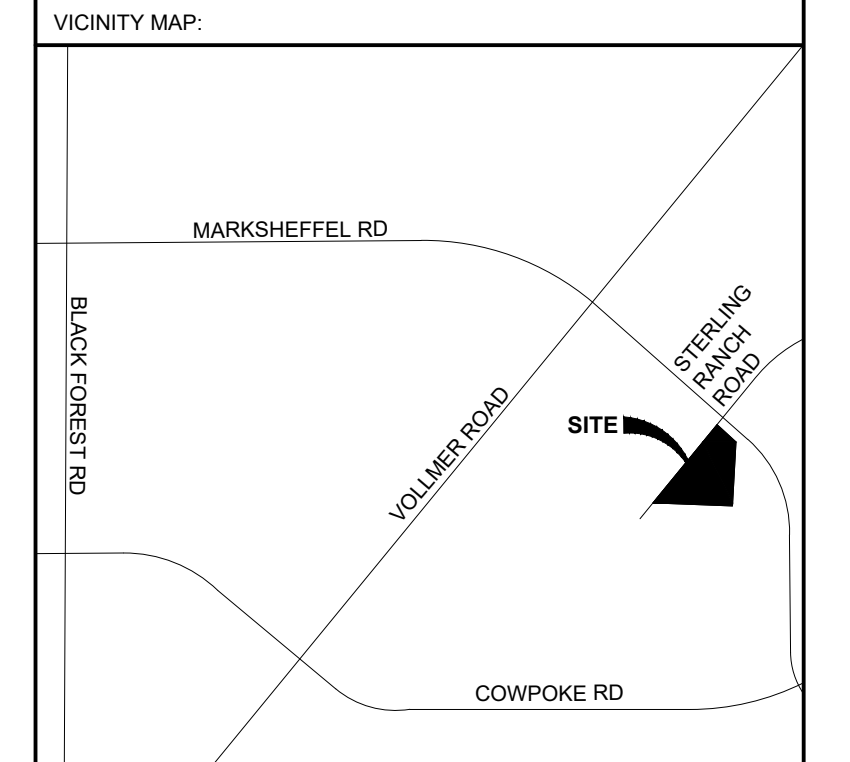 VICINITY MAP:
MARKSHEFFEL RD
BLACK FOREST RD
STERLING
RANCH
ROAD
VOLLMER ROAD
SITE
COWPOKE RD